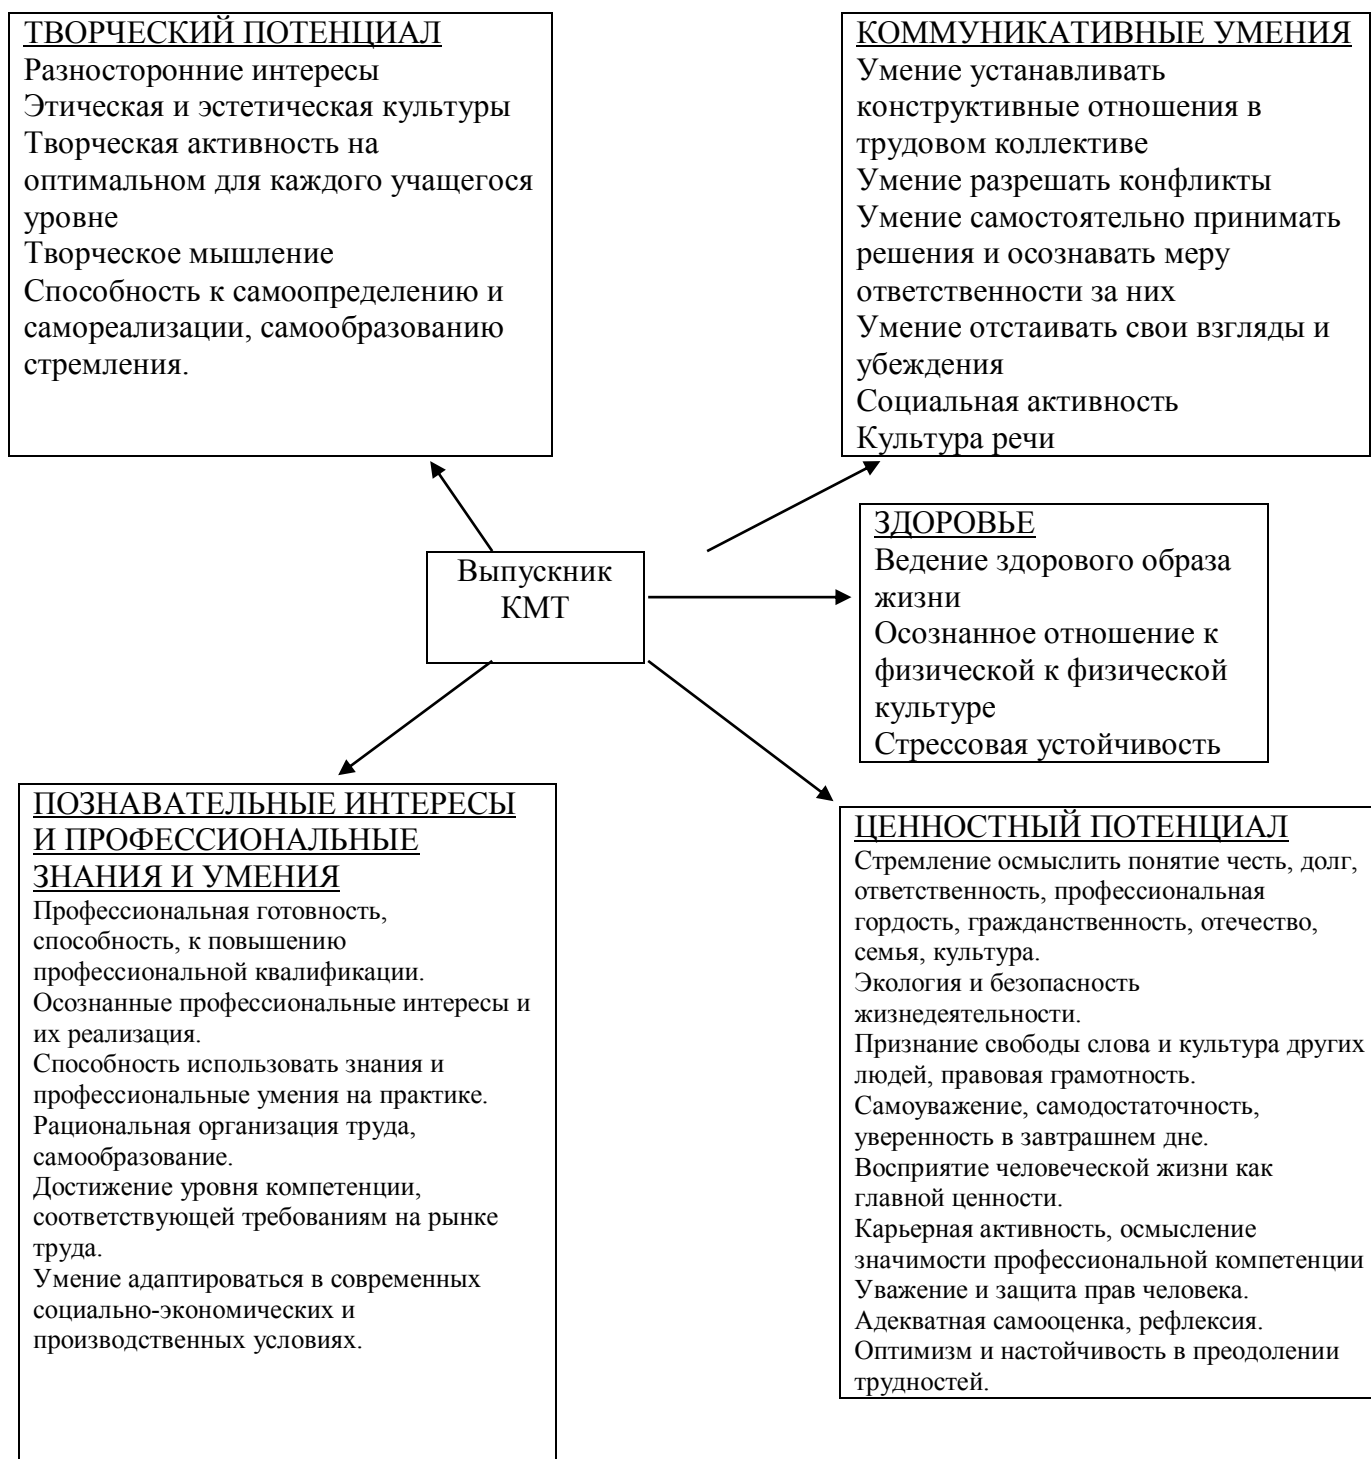 ТВОРЧЕСКИЙ ПОТЕНЦИАЛ
Разносторонние интересы
Этическая и эстетическая культуры
Творческая активность на
оптимальном для каждого учащегося
уровне
Творческое мышление
Способность к самоопределению и
самореализации, самообразованию
стремления.
КОММУНИКАТИВНЫЕ УМЕНИЯ
Умение устанавливать
конструктивные отношения в
трудовом коллективе
Умение разрешать конфликты
Умение самостоятельно принимать
решения и осознавать меру
ответственности за них
Умение отстаивать свои взгляды и
убеждения
Социальная активность
Культура речи
Выпускник
КМТ
ЗДОРОВЬЕ
Ведение здорового образа
жизни
Осознанное отношение к
физической к физической
культуре
Стрессовая устойчивость
ПОЗНАВАТЕЛЬНЫЕ ИНТЕРЕСЫ
И ПРОФЕССИОНАЛЬНЫЕ
ЗНАНИЯ И УМЕНИЯ
Профессиональная готовность,
способность, к повышению
профессиональной квалификации.
Осознанные профессиональные интересы и
их реализация.
Способность использовать знания и
профессиональные умения на практике.
Рациональная организация труда,
самообразование.
Достижение уровня компетенции,
соответствующей требованиям на рынке
труда.
Умение адаптироваться в современных
социально-экономических и
производственных условиях.
ЦЕННОСТНЫЙ ПОТЕНЦИАЛ
Стремление осмыслить понятие честь, долг,
ответственность, профессиональная
гордость, гражданственность, отечество,
семья, культура.
Экология и безопасность
жизнедеятельности.
Признание свободы слова и культура других
людей, правовая грамотность.
Самоуважение, самодостаточность,
уверенность в завтрашнем дне.
Восприятие человеческой жизни как
главной ценности.
Карьерная активность, осмысление
значимости профессиональной компетенции
Уважение и защита прав человека.
Адекватная самооценка, рефлексия.
Оптимизм и настойчивость в преодолении
трудностей.